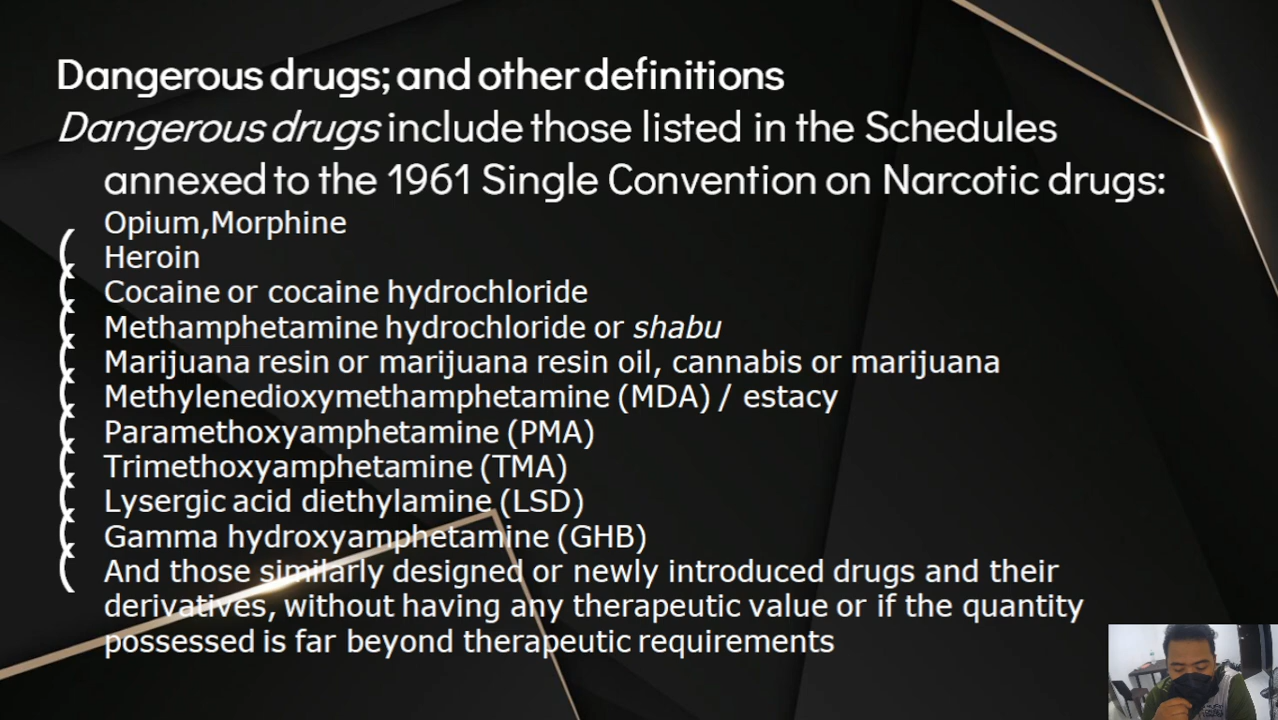 Dangerous drugs; and other definitions
Dangerous drugs include those listed in the Schedules
annexed to the 1961 Single Convention on Narcotic drugs:
Opium,Morphine
Heroin
Cocaine or cocaine hydrochloride
Methamphetamine hydrochloride or shabu
Marijuana resin or marijuana resin oil, cannabis or marijuana
Methylenedioxymethamphetamine (MDA) / estacy
Paramethoxyamphetamine (PMA)
Trimethoxyamphetamine (TMA)
Lysergic acid diethylamine (LSD)
Gamma hydroxyamphetamine (GHB)
And those similarly designed or newly introduced drugs and their
derivatives, without having any therapeutic value or if the quantity
possessed is far beyond therapeutic requirements